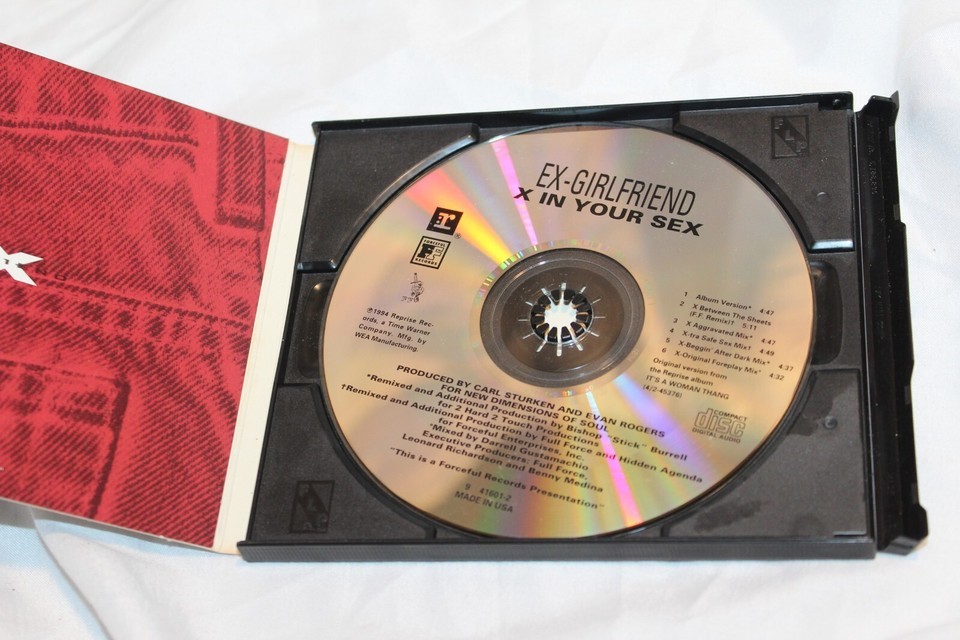 X
EX-GIRLFRIEND
X IN YOUR SEX
r
®
FORCEFUL
FF
RECORDS
℗1994 Reprise Rec-
ords, a Time Warner
Company. Mfg. by
WEA Manufacturing.
1 Album Version* 4:47
2 X Between The Sheets
(F.F. Remix)† 5:11
3 X Aggravated Mix* 4:47
4 X-tra Safe Sex Mix† 4:49
5 X-Beggin' After Dark Mix* 4:37
6 X-Original Foreplay Mix* 4:32
Original version from
the Reprise album
IT'S A WOMAN THANG
(4/2-45376)
COMPACT
disc
DIGITAL AUDIO
PRODUCED BY CARL STURKEN AND EVAN ROGERS
FOR NEW DIMENSIONS OF SOUL
*Remixed and Additional Production by Bishop "Stick" Burrell
for 2 Hard 2 Touch Productions
†Remixed and Additional Production by Full Force and Hidden Agenda
for Forceful Enterprises, Inc.
*Mixed by Darrell Gustamachio
Executive Producers: Full Force,
Leonard Richardson and Benny Medina
"This is a Forceful Records Presentation"
9 41601-2
MADE IN USA